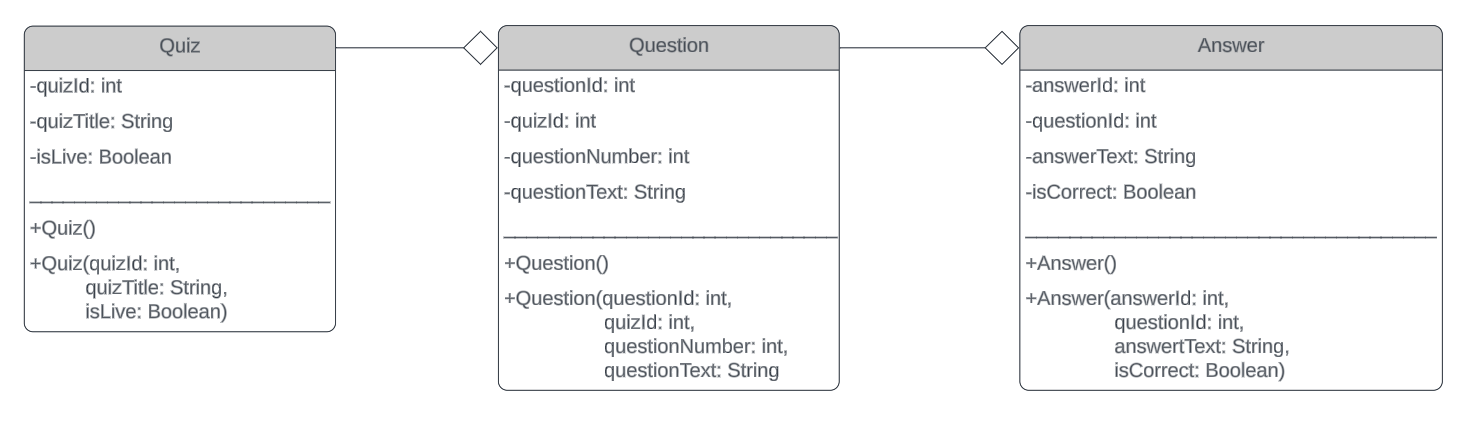 Quiz
-quizId: int
-quizTitle: String
-isLive: Boolean
+Quiz()
+Quiz(quizId: int,
quizTitle: String,
isLive: Boolean)
Question
-questionId: int
-quizId: int
-questionNumber: int
-questionText: String
+Question()
+Question(questionId: int,
quizId: int,
questionNumber: int,
questionText: String
Answer
-answerId: int
-questionId: int
-answerText: String
-isCorrect: Boolean
+Answer()
+Answer(answerId: int,
questionId: int,
answertText: String,
isCorrect: Boolean)